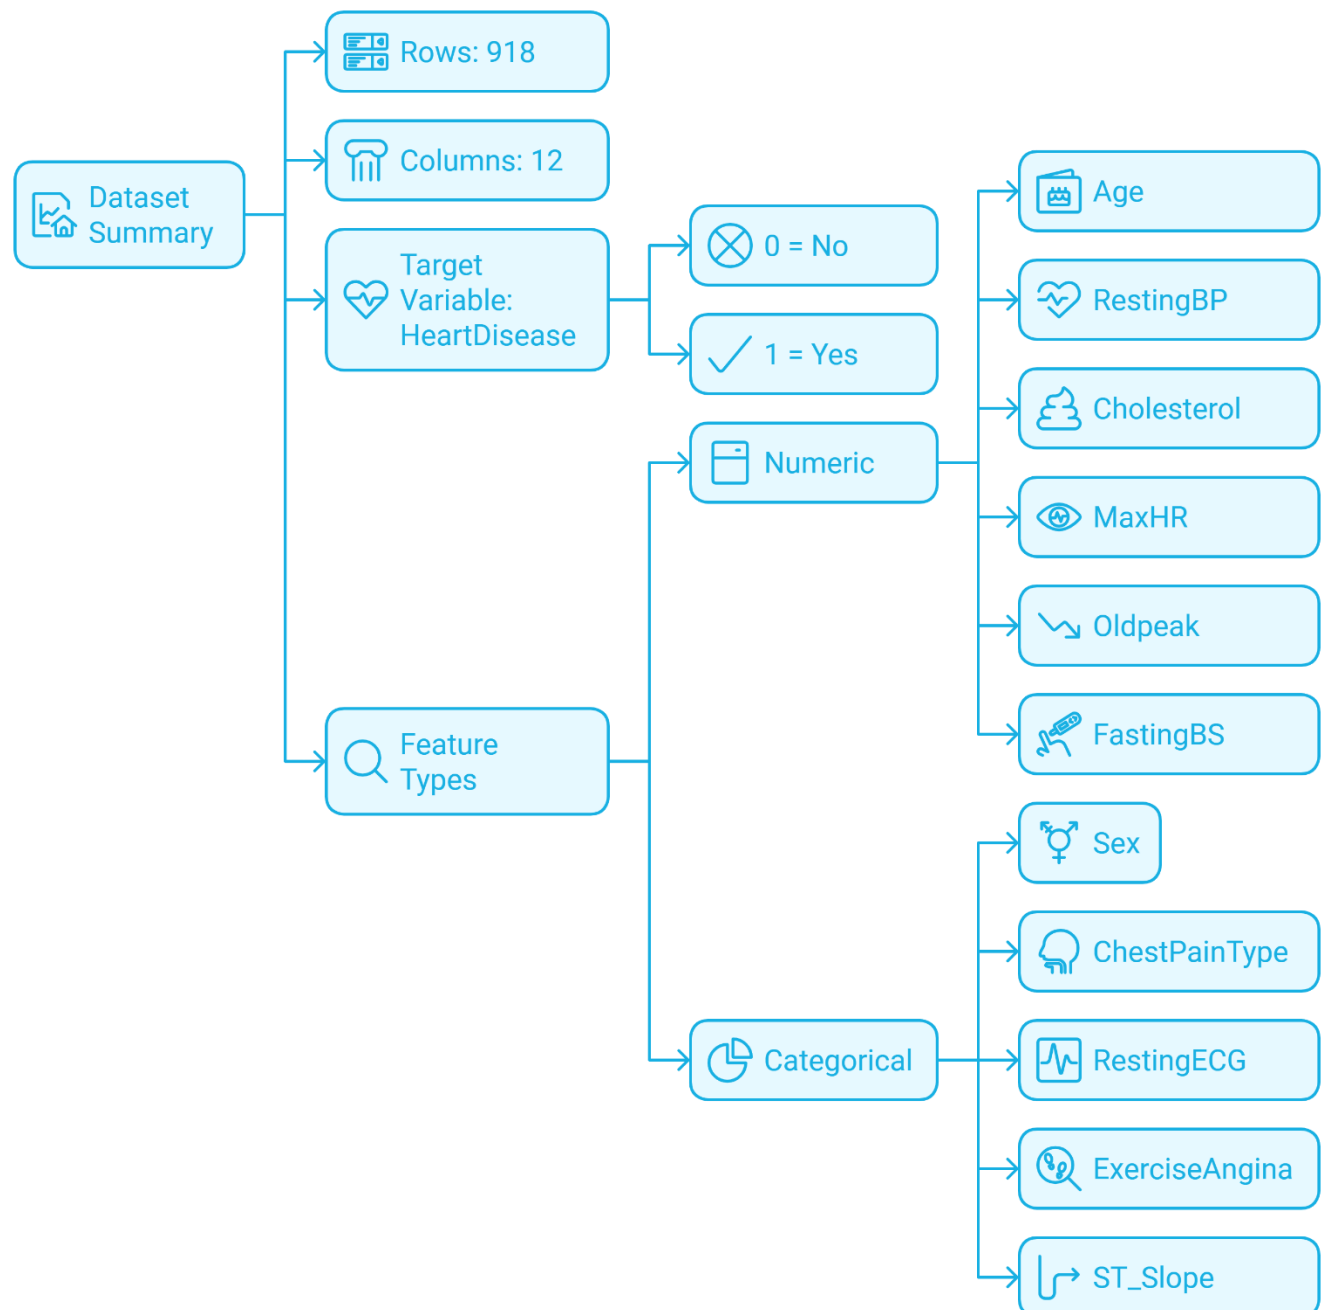 Dataset
Summary
Rows: 918
Columns: 12
Target
Variable:
HeartDisease
0 = No
1 = Yes
Feature
Types
Numeric
Age
RestingBP
Cholesterol
MaxHR
Oldpeak
FastingBS
Categorical
Sex
ChestPainType
RestingECG
ExerciseAngina
ST_Slope